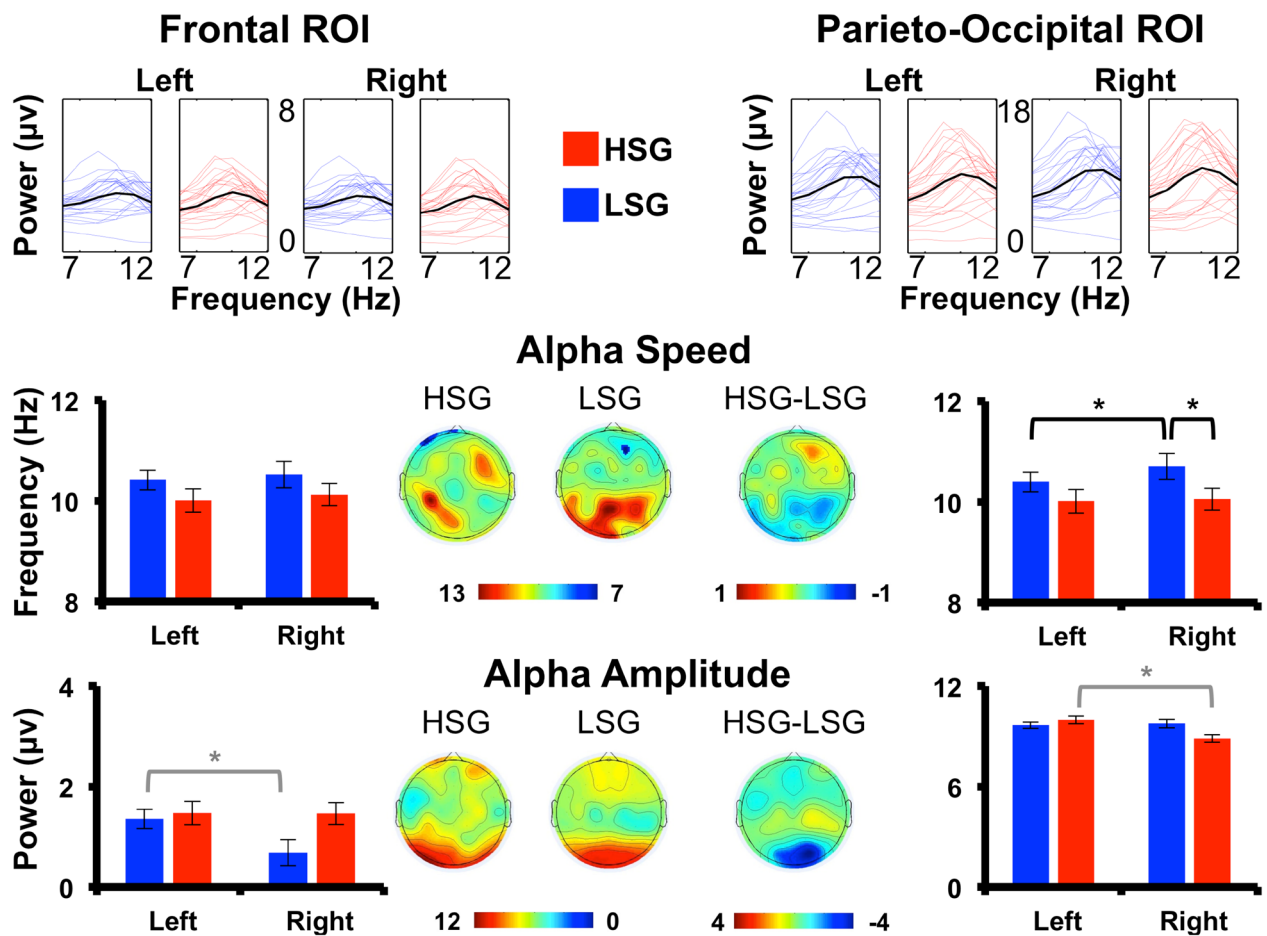 Frontal ROI
Parieto-Occipital ROI
Left
Right
Left
Right
Power (μv)
8
0
7
12
7
12
7
12
7
12
Frequency (Hz)
HSG
LSG
Power (μv)
18
0
7
12
7
12
7
12
7
12
Frequency (Hz)
Alpha Speed
Frequency (Hz)
12
10
8
Left
Right
HSG
LSG
HSG-LSG
13
7
1
-1
*
*
12
10
8
Left
Right
Alpha Amplitude
Power (μv)
4
2
0
*
Left
Right
HSG
LSG
HSG-LSG
12
0
4
-4
*
12
6
0
Left
Right